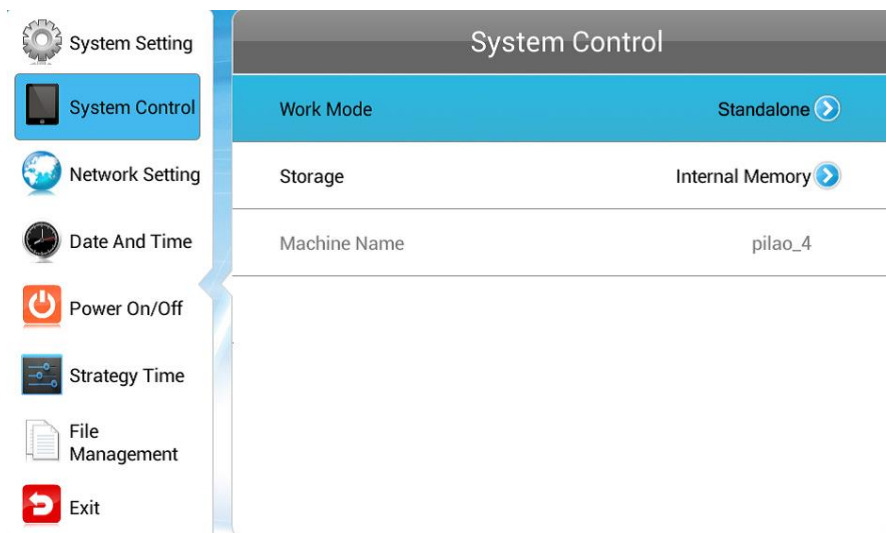 System Setting
System Control
Network Setting
Date And Time
Power On/Off
Strategy Time
File
Management
Exit
System Control
Work Mode Standalone
Storage Internal Memory
Machine Name pilao_4